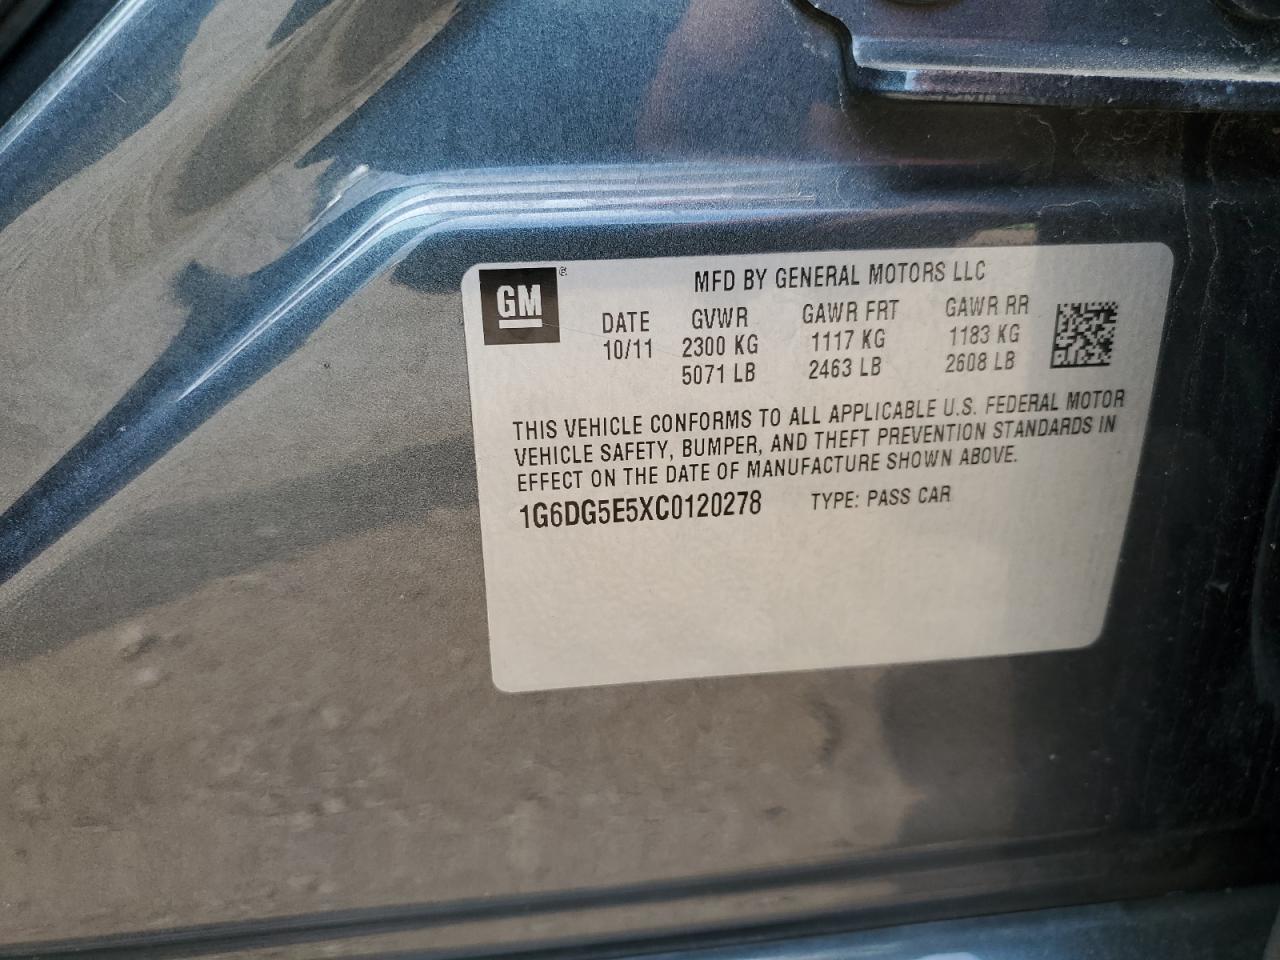 GM ®
MFD BY GENERAL MOTORS LLC
DATE GVWR GAWR FRT GAWR RR
10/11 2300 KG 1117 KG 1183 KG
5071 LB 2463 LB 2608 LB
THIS VEHICLE CONFORMS TO ALL APPLICABLE U.S. FEDERAL MOTOR
VEHICLE SAFETY, BUMPER, AND THEFT PREVENTION STANDARDS IN
EFFECT ON THE DATE OF MANUFACTURE SHOWN ABOVE.
1G6DG5E5XC0120278 TYPE: PASS CAR